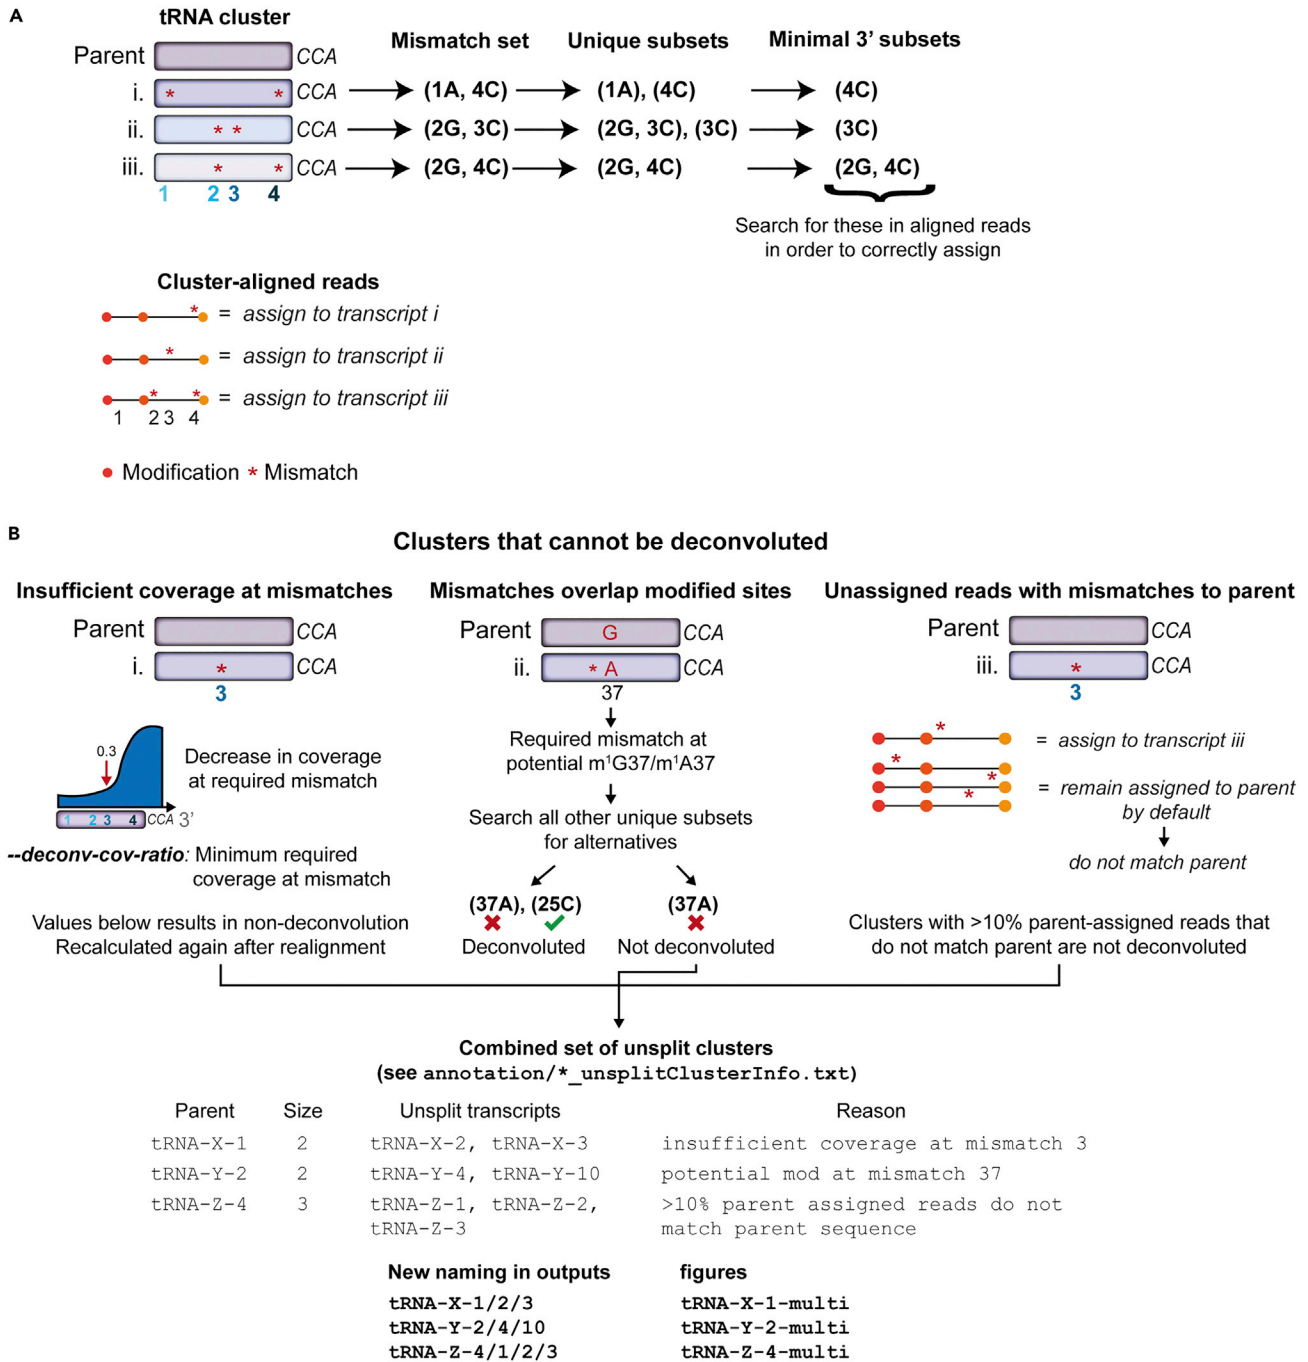 A
tRNA cluster
Mismatch set
Unique subsets
Minimal 3’ subsets
Parent
CCA
i.
* *
CCA
(1A, 4C)
(1A), (4C)
(4C)
ii.
* *
CCA
(2G, 3C)
(2G, 3C), (3C)
(3C)
iii.
* *
CCA
(2G, 4C)
(2G, 4C)
(2G, 4C)
1 2 3 4
Search for these in aligned reads
in order to correctly assign
Cluster-aligned reads
*
= assign to transcript i
*
= assign to transcript ii
* *
= assign to transcript iii
1 2 3 4
Modification * Mismatch
B
Clusters that cannot be deconvoluted
Insufficient coverage at mismatches
Parent
CCA
i.
*
CCA
3
0.3
Decrease in coverage
at required mismatch
1 2 3 4 CCA 3'
--deconv-cov-ratio: Minimum required
coverage at mismatch
Values below results in non-deconvolution
Recalculated again after realignment
Mismatches overlap modified sites
Parent
G
CCA
ii.
* A
CCA
37
Required mismatch at
potential m¹G37/m¹A37
Search all other unique subsets
for alternatives
(37A), (25C)
Deconvoluted
(37A)
Not deconvoluted
Unassigned reads with mismatches to parent
Parent
CCA
iii.
*
CCA
3
*
= assign to transcript iii
*
*
*
= remain assigned to parent
by default
do not match parent
Clusters with >10% parent-assigned reads that
do not match parent are not deconvoluted
Combined set of unsplit clusters
(see annotation/*_unsplitClusterInfo.txt)
Parent Size Unsplit transcripts Reason
tRNA-X-1 2 tRNA-X-2, tRNA-X-3 insufficient coverage at mismatch 3
tRNA-Y-2 2 tRNA-Y-4, tRNA-Y-10 potential mod at mismatch 37
tRNA-Z-4 3 tRNA-Z-1, tRNA-Z-2, >10% parent assigned reads do not
tRNA-Z-3 match parent sequence
New naming in outputs figures
tRNA-X-1/2/3 tRNA-X-1-multi
tRNA-Y-2/4/10 tRNA-Y-2-multi
tRNA-Z-4/1/2/3 tRNA-Z-4-multi